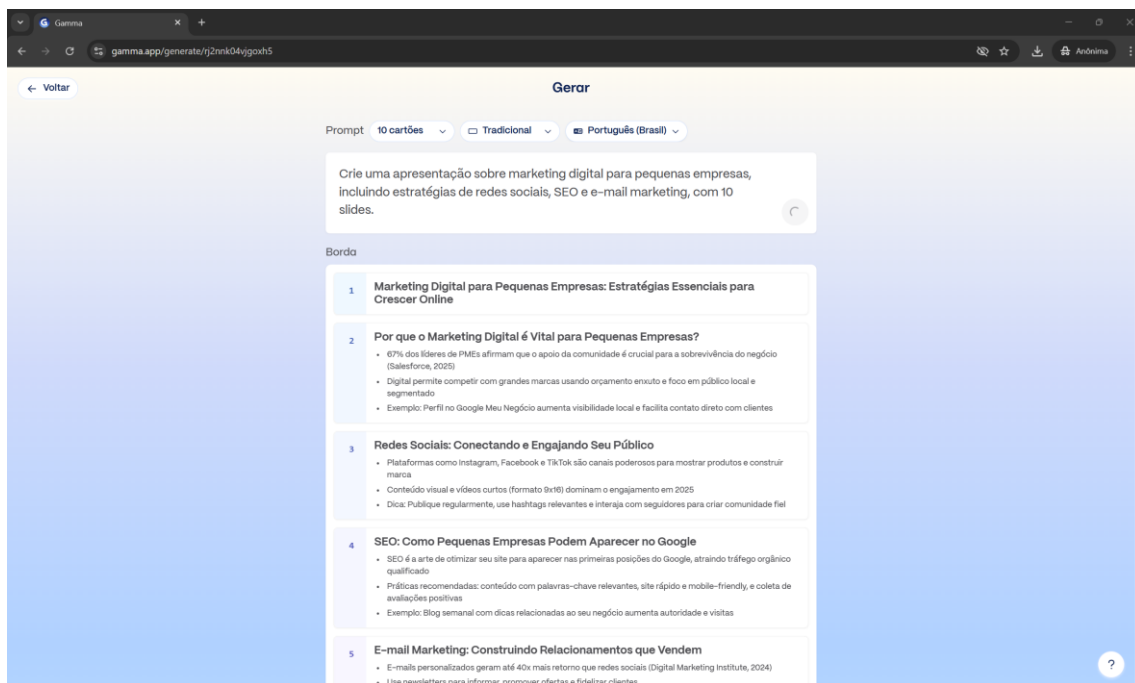 Gamma
gamma.app/generate/rj2nnk04vjgoxh5
Anônima
Voltar
Gerar
Prompt
10 cartões
Tradicional
Português (Brasil)
Crie uma apresentação sobre marketing digital para pequenas empresas,
incluindo estratégias de redes sociais, SEO e e-mail marketing, com 10
slides.
Borda
1
Marketing Digital para Pequenas Empresas: Estratégias Essenciais para
Crescer Online
2
Por que o Marketing Digital é Vital para Pequenas Empresas?
• 67% dos líderes de PMEs afirmam que o apoio da comunidade é crucial para a sobrevivência do negócio
(Salesforce, 2025)
• Digital permite competir com grandes marcas usando orçamento enxuto e foco em público local e
segmentado
• Exemplo: Perfil no Google Meu Negócio aumenta visibilidade local e facilita contato direto com clientes
3
Redes Sociais: Conectando e Engajando Seu Público
• Plataformas como Instagram, Facebook e TikTok são canais poderosos para mostrar produtos e construir
marca
• Conteúdo visual e vídeos curtos (formato 9x16) dominam o engajamento em 2025
• Dica: Publique regularmente, use hashtags relevantes e interaja com seguidores para criar comunidade fiel
4
SEO: Como Pequenas Empresas Podem Aparecer no Google
• SEO é a arte de otimizar seu site para aparecer nas primeiras posições do Google, atraindo tráfego orgânico
qualificado
• Práticas recomendadas: conteúdo com palavras-chave relevantes, site rápido e mobile-friendly, e coleta de
avaliações positivas
• Exemplo: Blog semanal com dicas relacionadas ao seu negócio aumenta autoridade e visitas
5
E-mail Marketing: Construindo Relacionamentos que Vendem
• E-mails personalizados geram até 40x mais retorno que redes sociais (Digital Marketing Institute, 2024)
• Use newsletters para informar, promover ofertas e fidelizar clientes
?